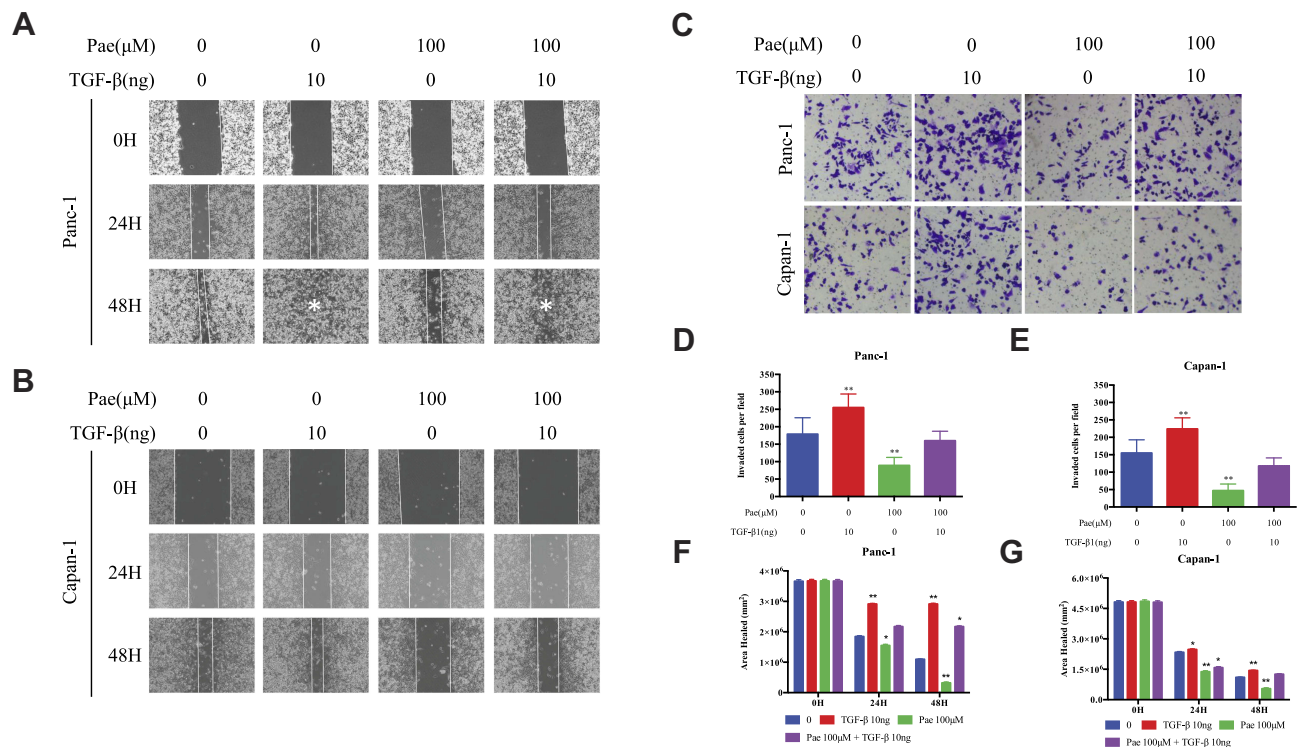 A
Pae(μM) 0 0 100 100
TGF-β(ng) 0 10 0 10
Panc-1
0H
24H
48H
*
*
B
Pae(μM) 0 0 100 100
TGF-β(ng) 0 10 0 10
Capan-1
0H
24H
48H
C
Pae(μM) 0 0 100 100
TGF-β(ng) 0 10 0 10
Panc-1
Capan-1
D
Panc-1
Invaded cells per field
350
300
250
200
150
100
50
0
**
**
Pae(μM) 0 0 100 100
TGF-β1(ng) 0 10 0 10
E
Capan-1
Invaded cells per field
350
300
250
200
150
100
50
0
**
**
Pae(μM) 0 0 100 100
TGF-β1(ng) 0 10 0 10
F
Panc-1
Area Healed (mm²)
4×10⁶
3×10⁶
2×10⁶
1×10⁶
0
** * ** ** *
0H 24H 48H
0 TGF-β 10ng Pae 100μM
Pae 100μM + TGF-β 10ng
G
Capan-1
Area Healed (mm²)
6.0×10⁶
4.5×10⁶
3.0×10⁶
1.5×10⁶
0.0
* ** * ** **
0H 24H 48H
0 TGF-β 10ng Pae 100μM
Pae 100μM + TGF-β 10ng